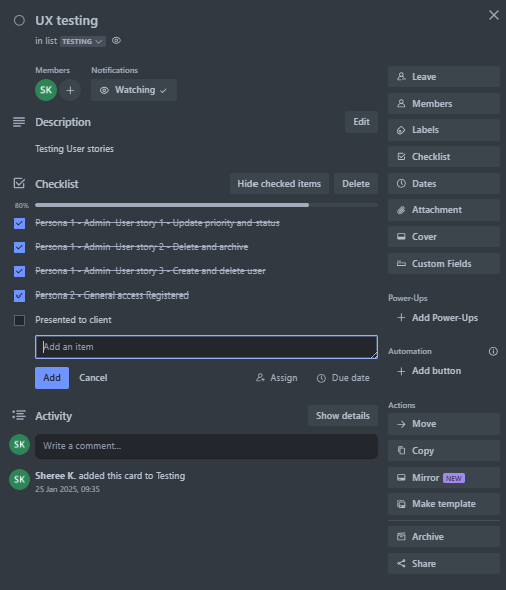 UX testing
in list TESTING
Members
Notifications
SK
Watching
Description
Edit
Testing User stories
Checklist
Hide checked items
Delete
80%
Persona 1 - Admin User story 1 - Update priority and status
Persona 1 - Admin User story 2 - Delete and archive
Persona 1 - Admin User story 3 - Create and delete user
Persona 2 - General access Registered
Presented to client
Add an item
Add
Cancel
Assign
Due date
Activity
Show details
SK
Write a comment...
SK
Sheree K. added this card to Testing
25 Jan 2025, 09:35
Leave
Members
Labels
Checklist
Dates
Attachment
Cover
Custom Fields
Power-Ups
+ Add Power-Ups
Automation
+ Add button
Actions
Move
Copy
Mirror NEW
Make template
Archive
Share